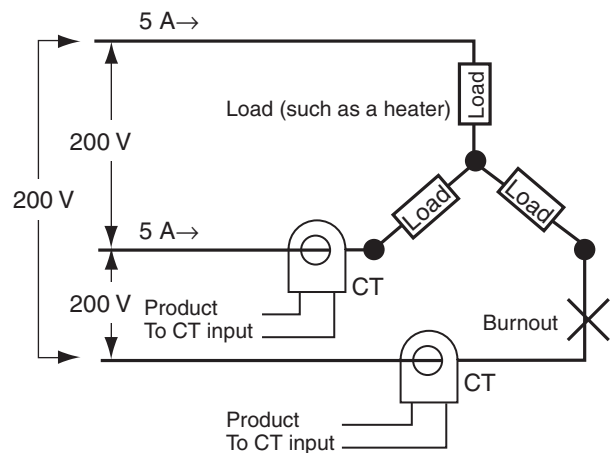 5 A→
Load
Load (such as a heater)
200 V
200 V
Load
Load
5 A→
CT
200 V
Product
To CT input
Burnout
CT
Product
To CT input